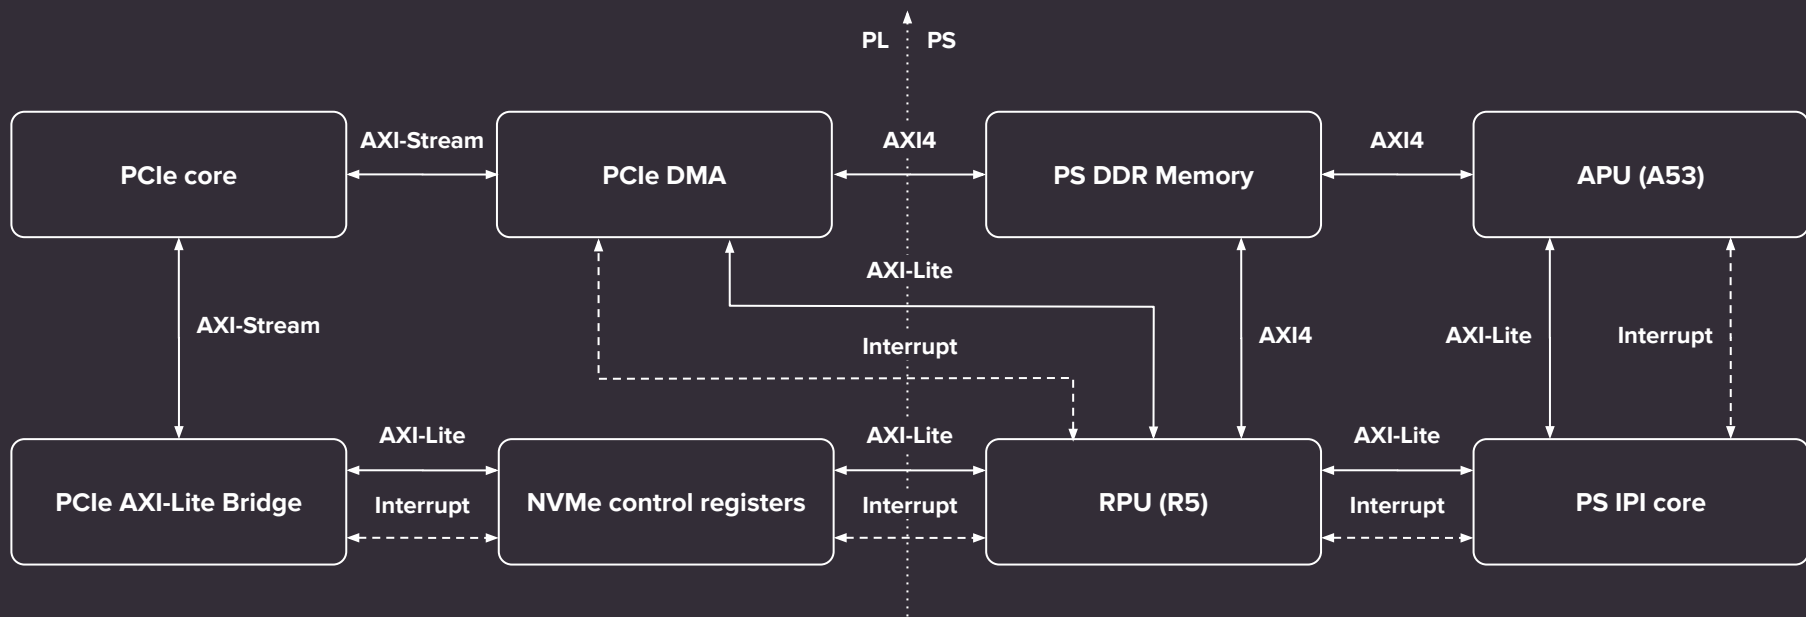 PL PS
AXI-Stream AXI4 AXI4
PCIe core PCIe DMA PS DDR Memory APU (A53)
AXI-Lite
AXI-Stream AXI4 AXI-Lite Interrupt
Interrupt
AXI-Lite AXI-Lite AXI-Lite
PCIe AXI-Lite Bridge NVMe control registers RPU (R5) PS IPI core
Interrupt Interrupt Interrupt